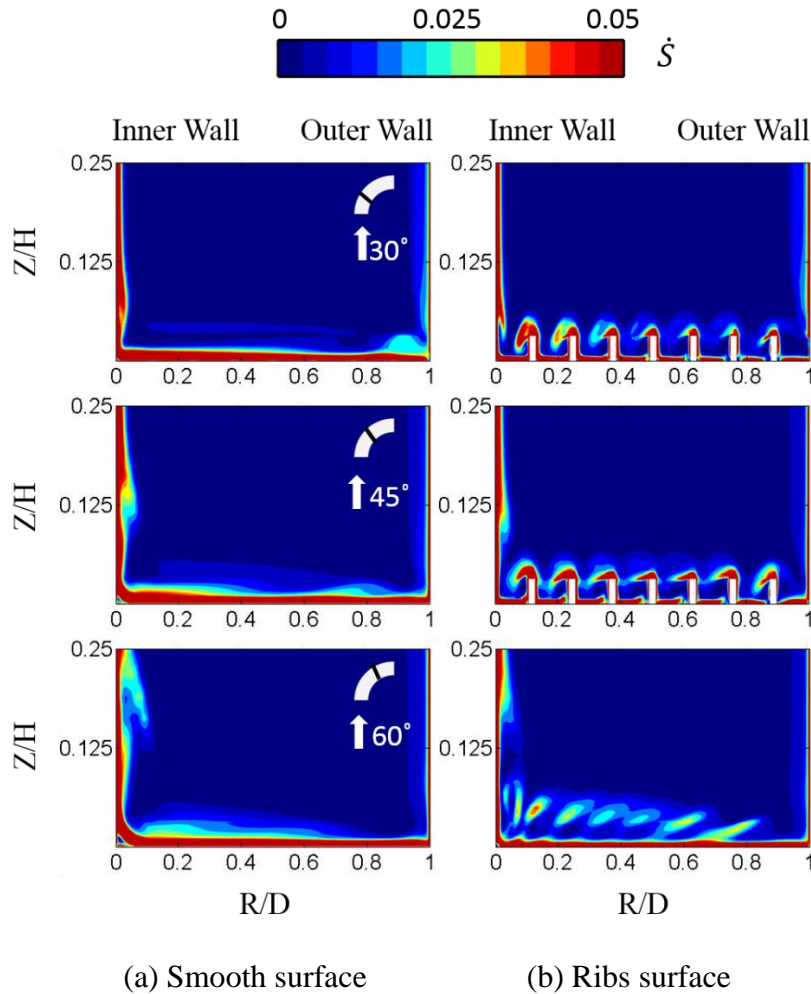 0 0.025 0.05
Ṡ
Inner Wall Outer Wall Inner Wall Outer Wall
0.25 0.25
30°
Z/H
0.125 0.125
0 0.2 0.4 0.6 0.8 1 0 0.2 0.4 0.6 0.8 1
0.25 0.25
45°
Z/H
0.125 0.125
0 0.2 0.4 0.6 0.8 1 0 0.2 0.4 0.6 0.8 1
0.25 0.25
60°
Z/H
0.125 0.125
0 0.2 0.4 0.6 0.8 1 0 0.2 0.4 0.6 0.8 1
R/D R/D
(a) Smooth surface (b) Ribs surface